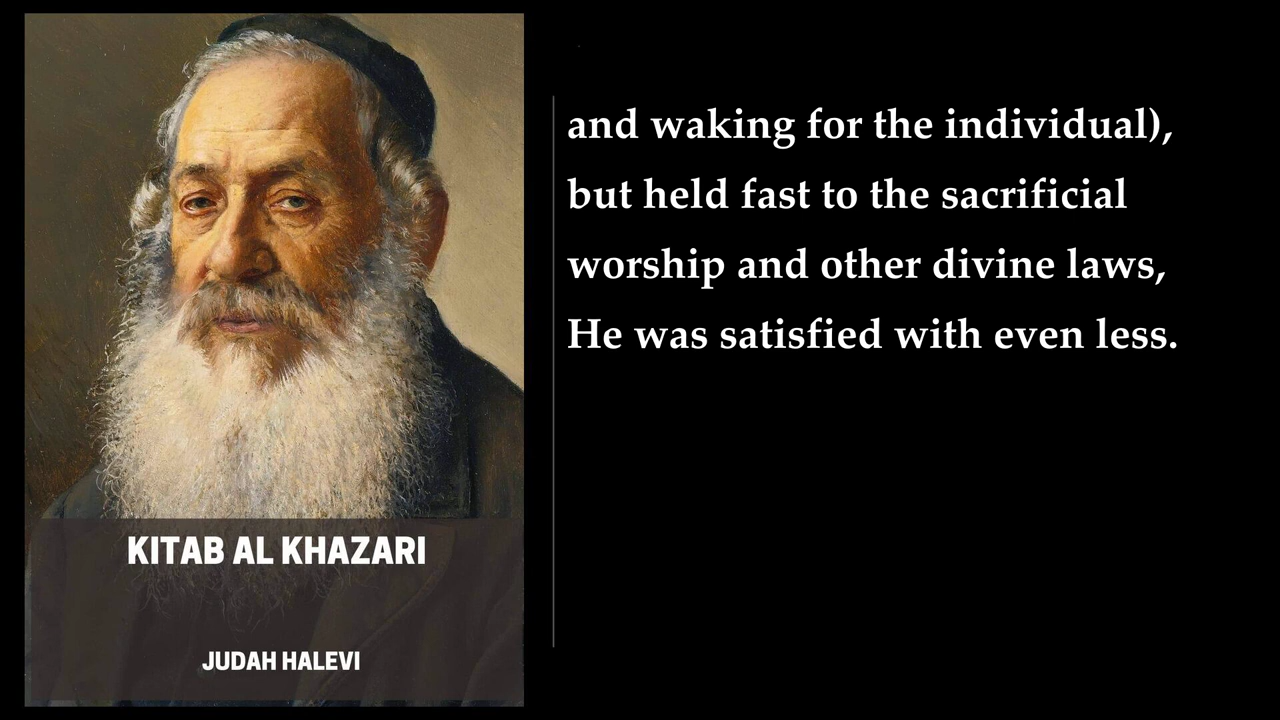 KITAB AL KHAZARI
JUDAH HALEVI
and waking for the individual),
but held fast to the sacrificial
worship and other divine laws,
He was satisfied with even less.